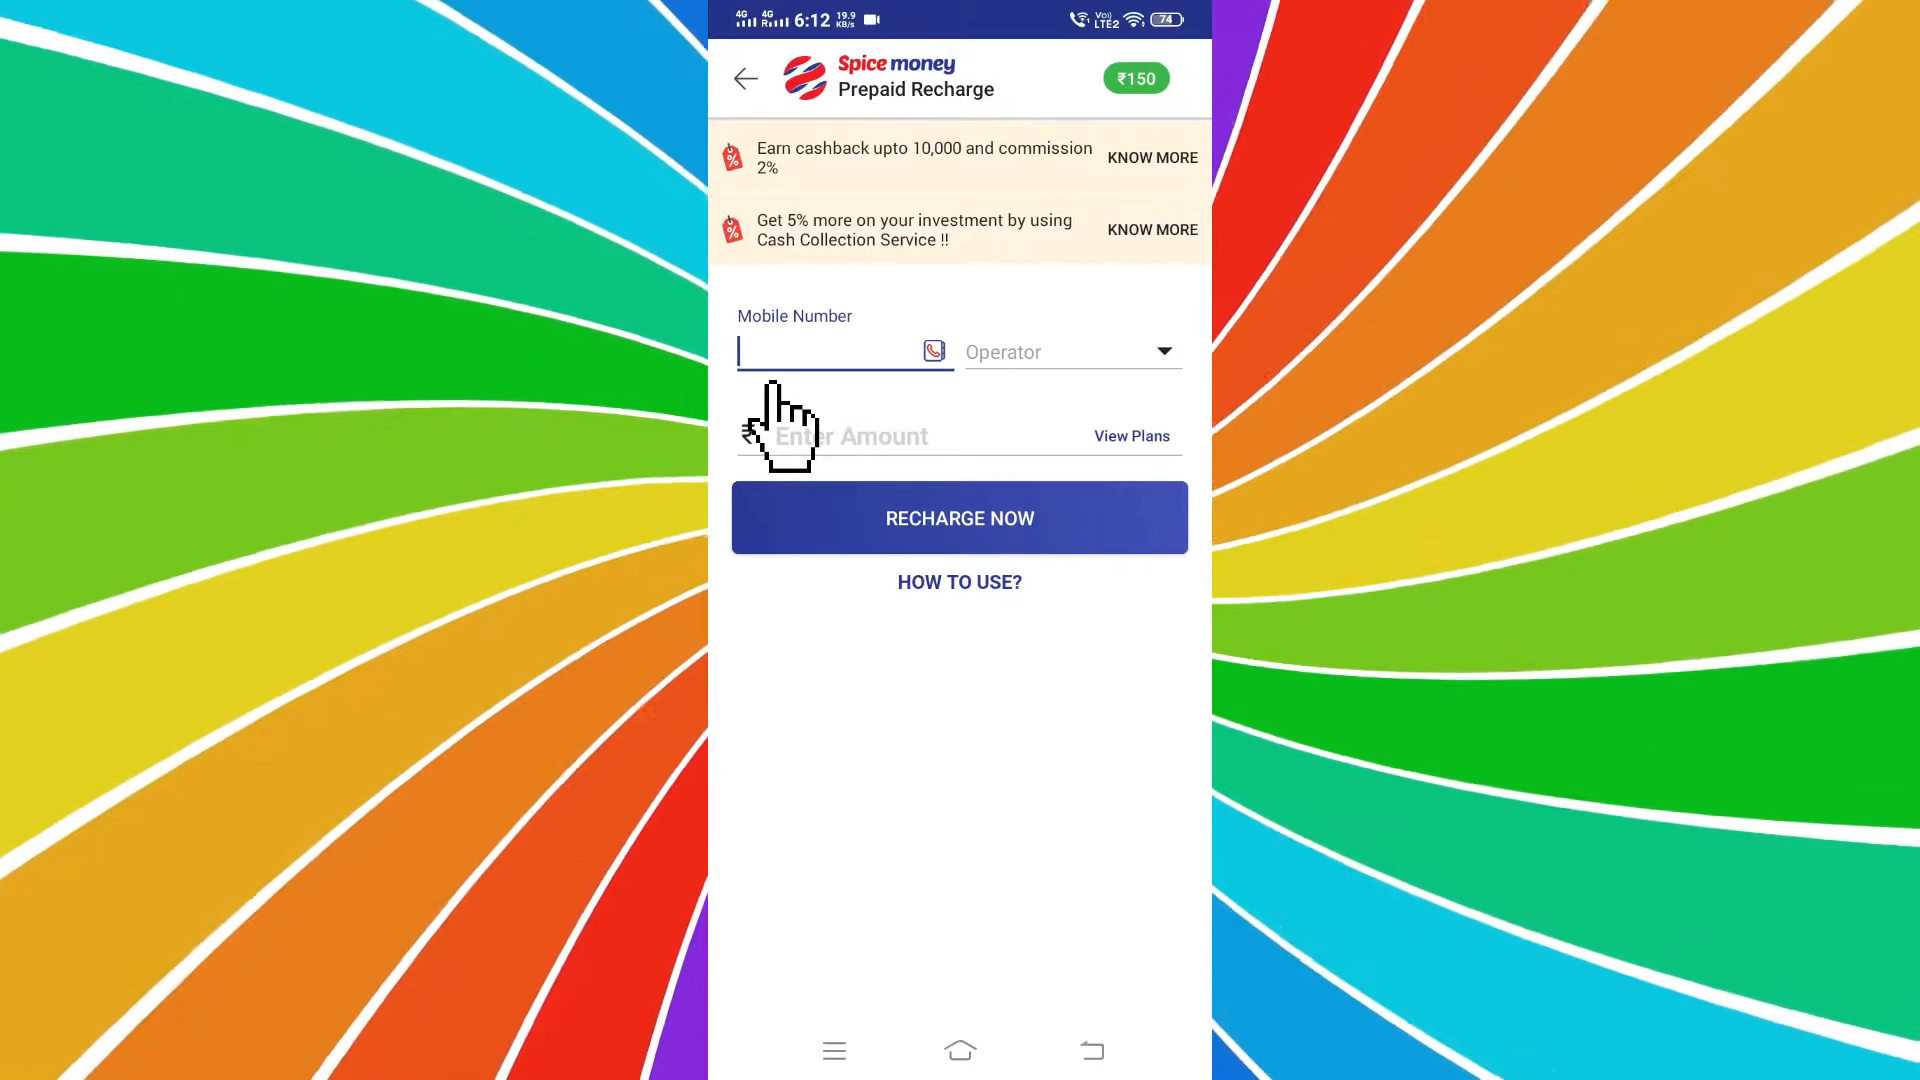 4G 4G R 6:12 19.9 KB/s Vo)) LTE2 74
Spice money
Prepaid Recharge
₹150
Earn cashback upto 10,000 and commission
2%
KNOW MORE
Get 5% more on your investment by using
Cash Collection Service !!
KNOW MORE
Mobile Number
Operator
₹ Enter Amount
View Plans
RECHARGE NOW
HOW TO USE?